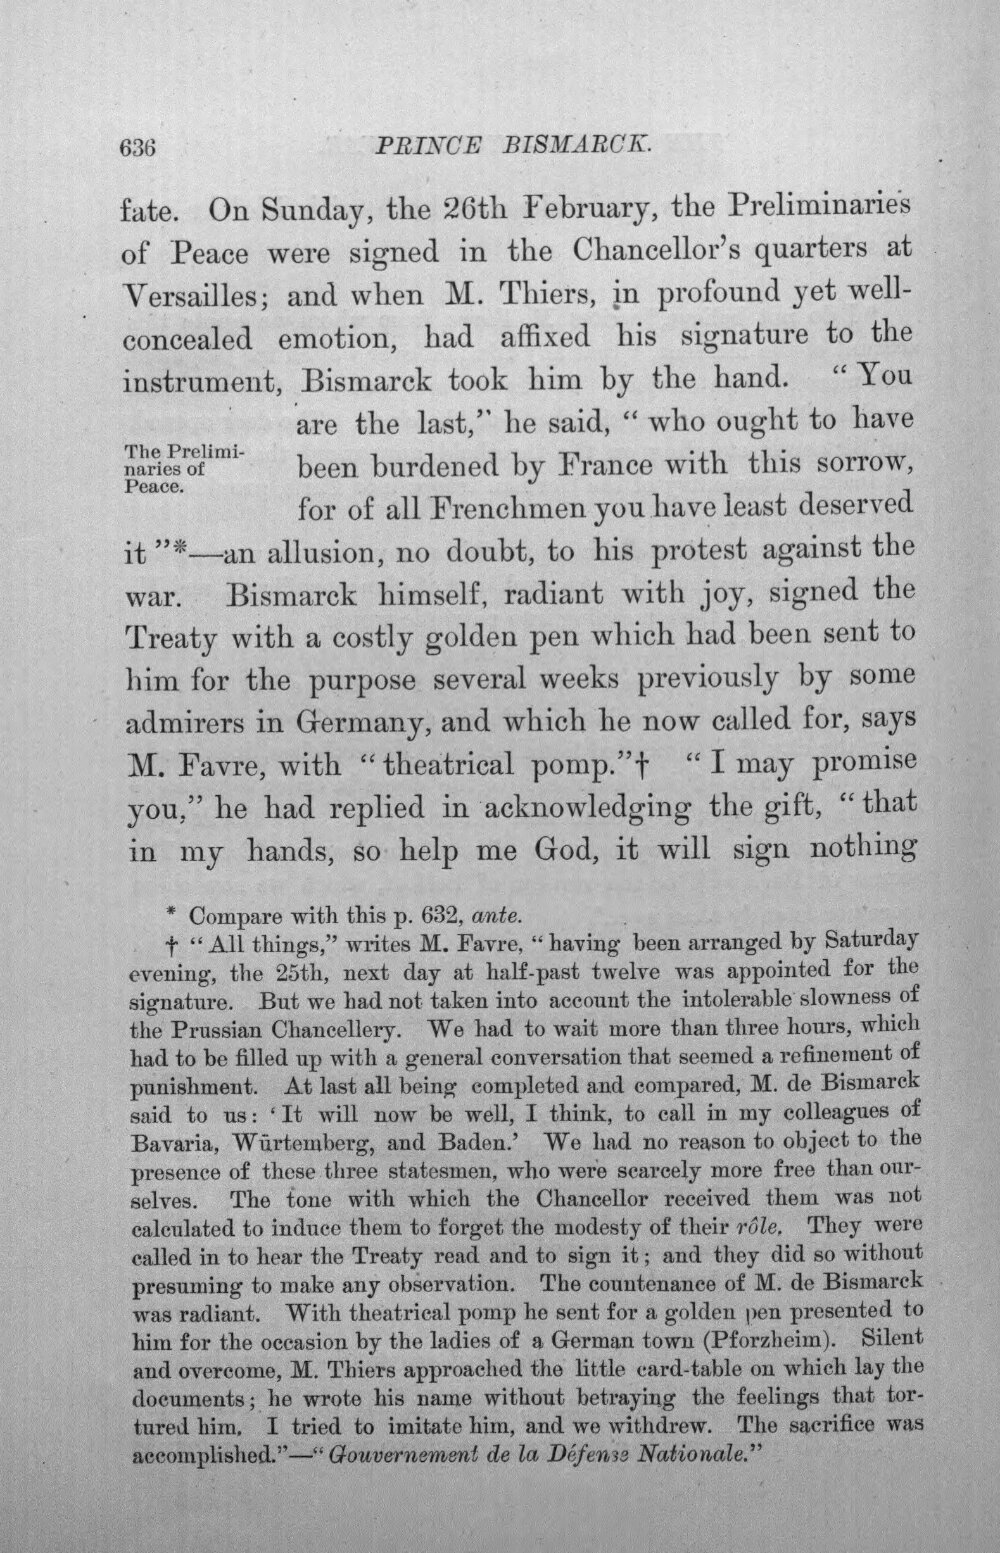 636
PRINCE BISMARCK.
fate. On Sunday, the 26th February, the Preliminaries
of Peace were signed in the Chancellor's quarters at
Versailles; and when M. Thiers, in profound yet well-
concealed emotion, had affixed his signature to the
instrument, Bismarck took him by the hand. “You
are the last,” he said, “who ought to have
The Prelimi-
naries of
Peace.
been burdened by France with this sorrow,
for of all Frenchmen you have least deserved
it”*—an allusion, no doubt, to his protest against the
war. Bismarck himself, radiant with joy, signed the
Treaty with a costly golden pen which had been sent to
him for the purpose several weeks previously by some
admirers in Germany, and which he now called for, says
M. Favre, with “theatrical pomp.”† “I may promise
you,” he had replied in acknowledging the gift, “that
in my hands, so help me God, it will sign nothing
* Compare with this p. 632, ante.
† “All things,” writes M. Favre, “having been arranged by Saturday
evening, the 25th, next day at half-past twelve was appointed for the
signature. But we had not taken into account the intolerable slowness of
the Prussian Chancellery. We had to wait more than three hours, which
had to be filled up with a general conversation that seemed a refinement of
punishment. At last all being completed and compared, M. de Bismarck
said to us: ‘It will now be well, I think, to call in my colleagues of
Bavaria, Würtemberg, and Baden.’ We had no reason to object to the
presence of these three statesmen, who were scarcely more free than our-
selves. The tone with which the Chancellor received them was not
calculated to induce them to forget the modesty of their rôle. They were
called in to hear the Treaty read and to sign it; and they did so without
presuming to make any observation. The countenance of M. de Bismarck
was radiant. With theatrical pomp he sent for a golden pen presented to
him for the occasion by the ladies of a German town (Pforzheim). Silent
and overcome, M. Thiers approached the little card-table on which lay the
documents; he wrote his name without betraying the feelings that tor-
tured him. I tried to imitate him, and we withdrew. The sacrifice was
accomplished.”—“Gouvernement de la Défense Nationale.”